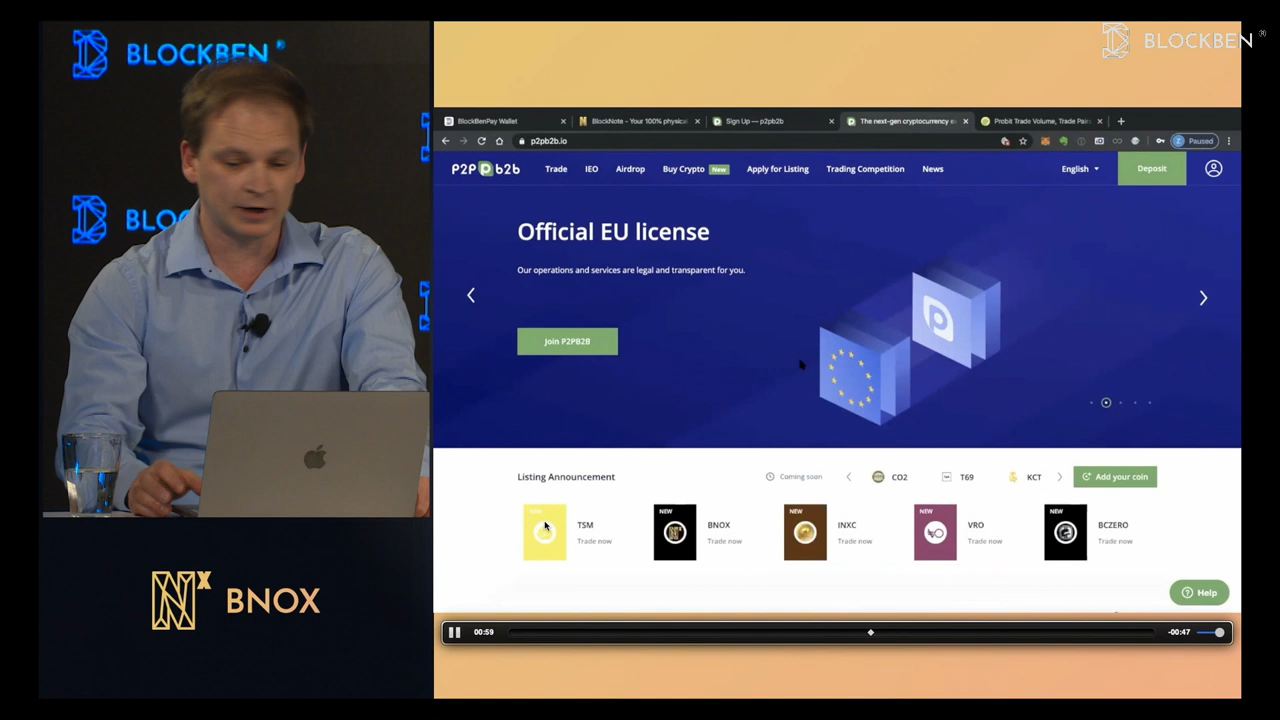 BLOCKBEN®
BLOCKBEN®
BLO
BNOX
BlockBenPay Wallet
BlockNote - Your 100% physica
Sign Up — p2pb2b
The next-gen cryptocurrency e
Probit Trade Volume, Trade Pair
p2pb2b.io
Paused
P2P b2b
Trade
IEO
Airdrop
Buy Crypto New
Apply for Listing
Trading Competition
News
English
Deposit
Official EU license
Our operations and services are legal and transparent for you.
Join P2PB2B
Listing Announcement
Coming soon
CO2
T69
KCT
Add your coin
NEW
TSM
Trade now
NEW
BNOX
Trade now
NEW
INXC
Trade now
NEW
VRO
Trade now
NEW
BCZERO
Trade now
Help
00:59
-00:47